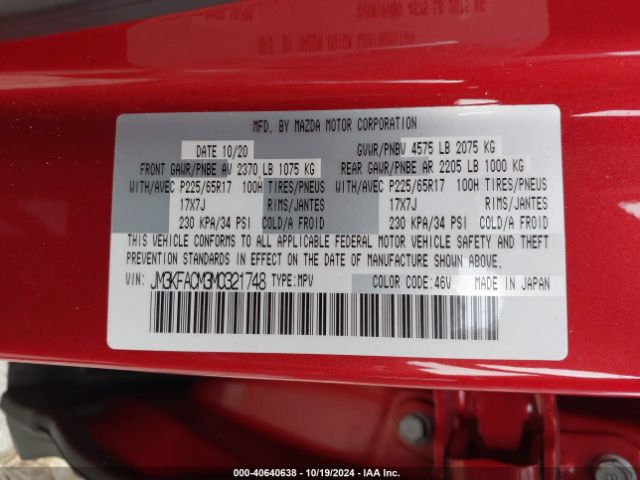 MFD. BY MAZDA MOTOR CORPORATION
DATE 10/20 GVWR/PNBV 4575 LB 2075 KG
FRONT GAWR/PNBE AV 2370 LB 1075 KG REAR GAWR/PNBE AR 2205 LB 1000 KG
WITH/AVEC P225/65R17 100H TIRES/PNEUS WITH/AVEC P225/65R17 100H TIRES/PNEUS
17X7J RIMS/JANTES 17X7J RIMS/JANTES
230 KPA/34 PSI COLD/A FROID 230 KPA/34 PSI COLD/A FROID
THIS VEHICLE CONFORMS TO ALL APPLICABLE FEDERAL MOTOR VEHICLE SAFETY AND THEFT
PREVENTION STANDARDS IN EFFECT ON THE DATE OF MANUFACTURE SHOWN ABOVE.
VIN: JM3KFACM3M0321748 TYPE:MPV COLOR CODE:46V MADE IN JAPAN
000-40640638 - 10/19/2024 - IAA Inc.